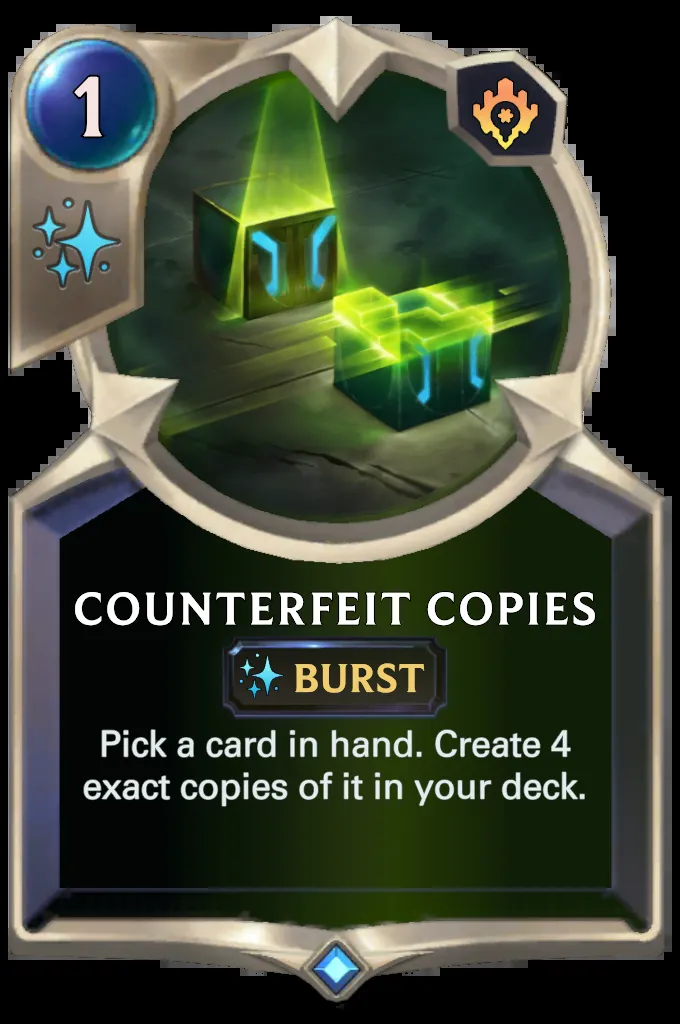 1
COUNTERFEIT COPIES
BURST
Pick a card in hand. Create 4
exact copies of it in your deck.